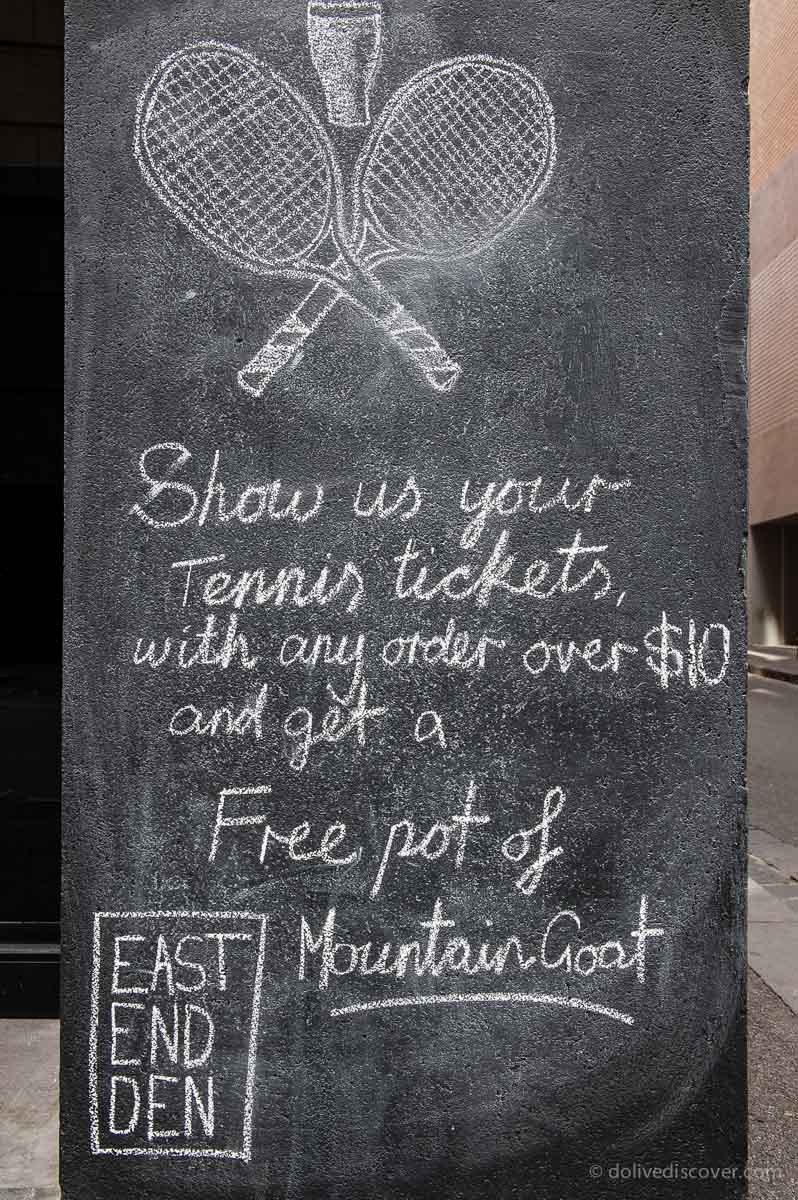 Show us your
Tennis tickets,
with any order over $10
and get a
Free pot of
Mountain Goat
EAST
END
DEN
© dolivediscover.com